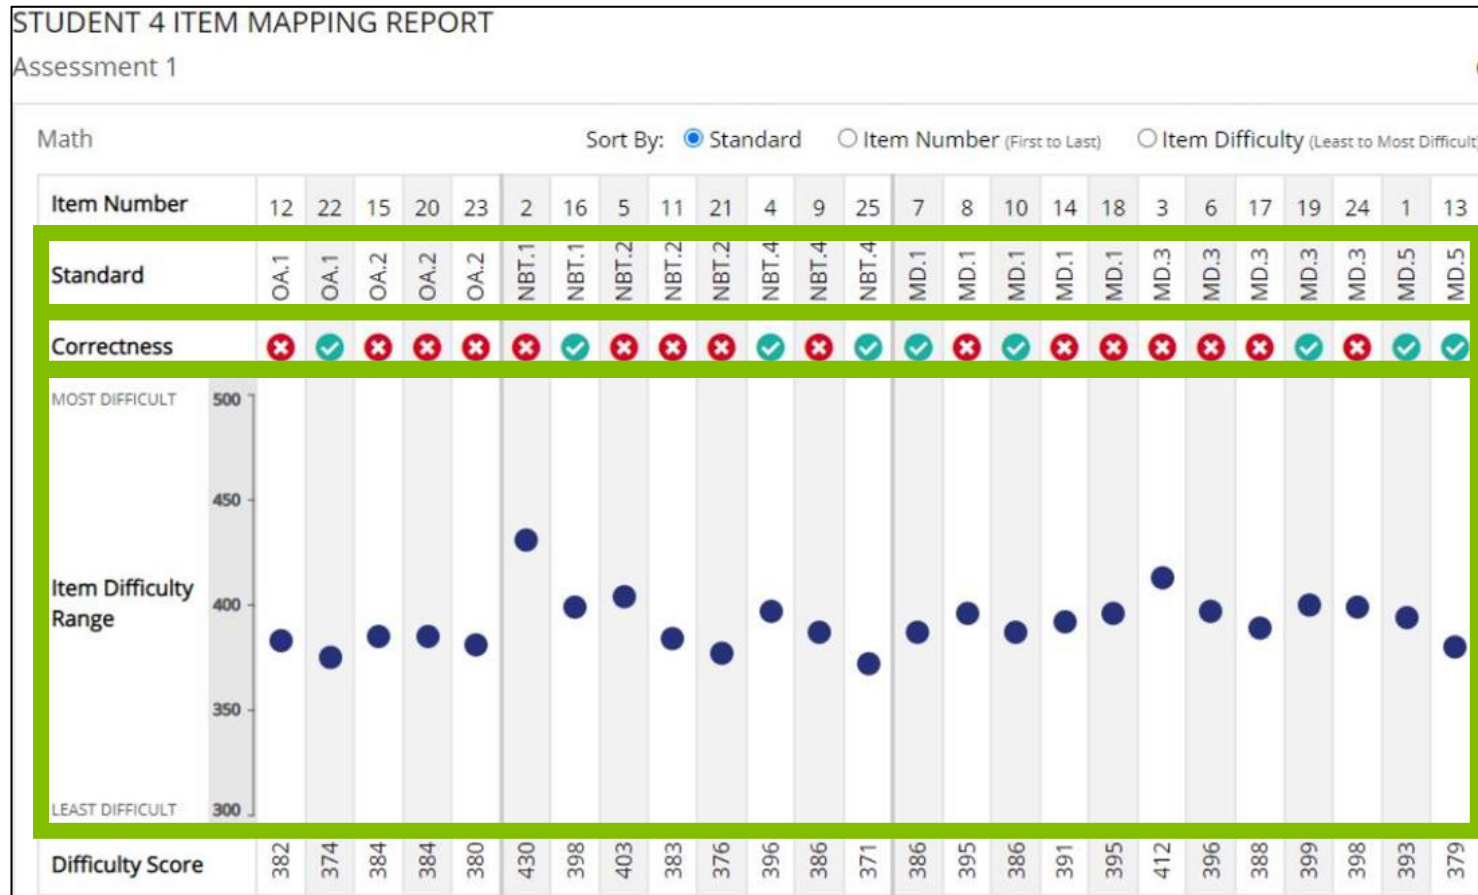 STUDENT 4 ITEM MAPPING REPORT
Assessment 1
Math Sort By: Standard Item Number (First to Last) Item Difficulty (Least to Most Difficult)
Item Number 12 22 15 20 23 2 16 5 11 21 4 9 25 7 8 10 14 18 3 6 17 19 24 1 13
Standard OA.1 OA.1 OA.2 OA.2 OA.2 NBT.1 NBT.1 NBT.2 NBT.2 NBT.2 NBT.4 NBT.4 NBT.4 MD.1 MD.1 MD.1 MD.1 MD.1 MD.3 MD.3 MD.3 MD.3 MD.3 MD.5 MD.5
Correctness
MOST DIFFICULT 500
450
Item Difficulty
Range
400
350
LEAST DIFFICULT 300
Difficulty Score 382 374 384 384 380 430 398 403 383 376 396 386 371 386 395 386 391 395 412 396 388 399 398 393 379